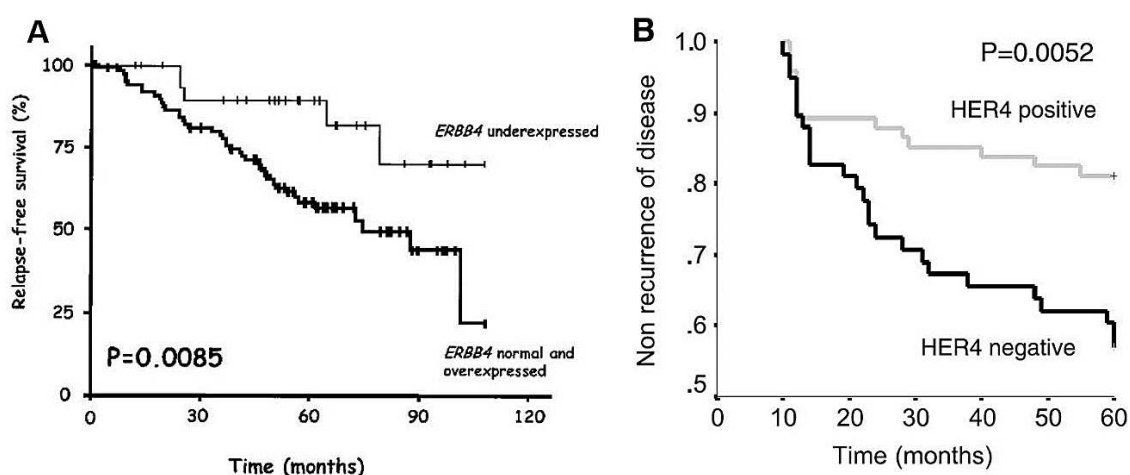 A
100
75
50
25
0
0 30 60 90 120
Relapse-free survival (%)
Time (months)
ERBB4 underexpressed
ERBB4 normal and
overexpressed
P=0.0085
B
1.0
.9
.8
.7
.6
.5
0 10 20 30 40 50 60
Non recurrence of disease
Time (months)
P=0.0052
HER4 positive
HER4 negative